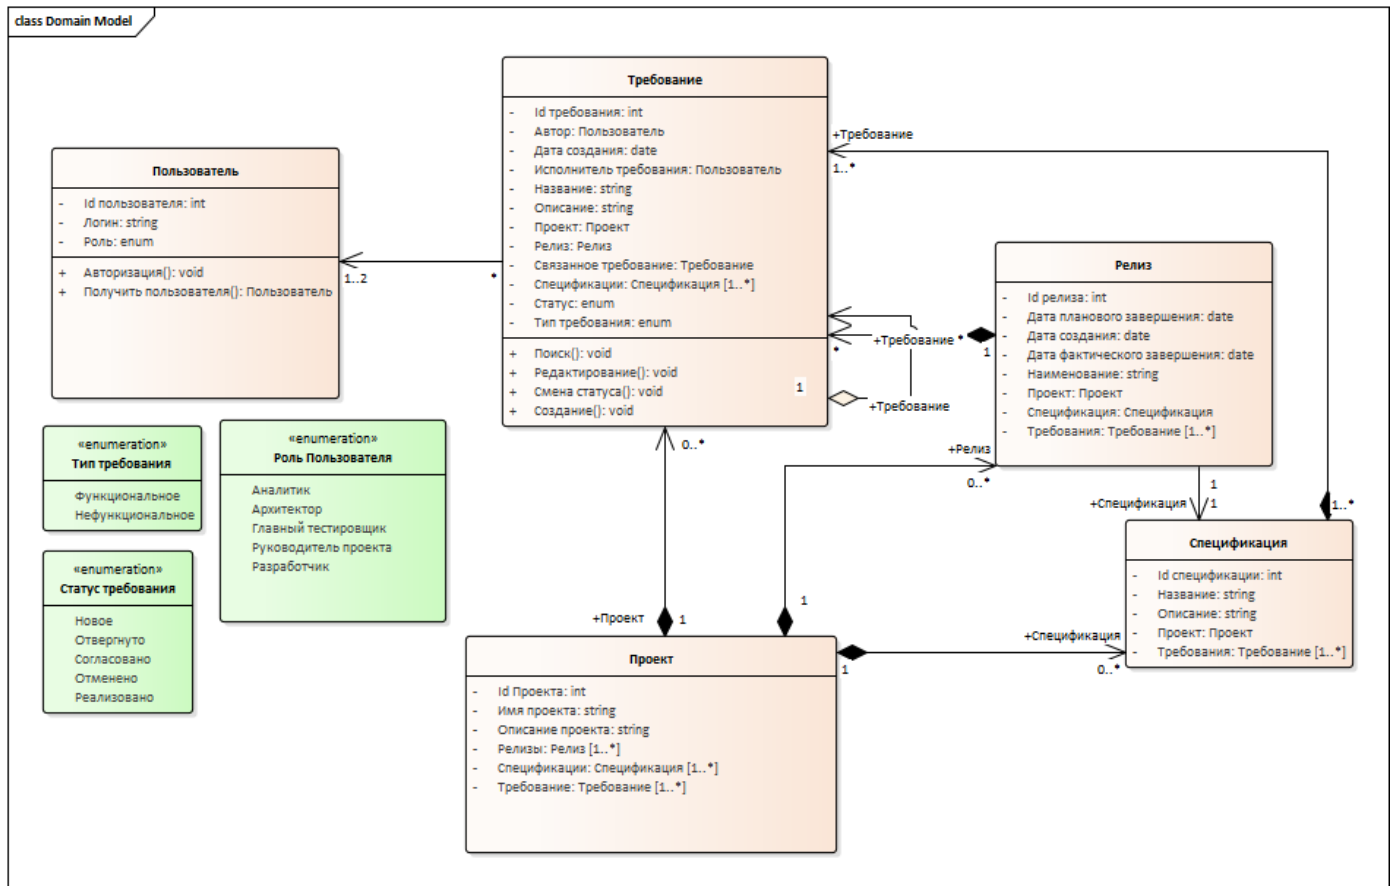 class Domain Model
Требование
- Id требования: int
- Автор: Пользователь
- Дата создания: date
- Исполнитель требования: Пользователь
- Название: string
- Описание: string
- Проект: Проект
- Релиз: Релиз
- Связанное требование: Требование
- Спецификации: Спецификация [1..*]
- Статус: enum
- Тип требования: enum
+ Поиск(): void
+ Редактирование(): void
+ Смена статуса(): void
+ Создание(): void
1
Пользователь
- Id пользователя: int
- Логин: string
- Роль: enum
+ Авторизация(): void
+ Получить пользователя(): Пользователь
1..2
*
+Требование
1..*
Релиз
- Id релиза: int
- Дата планового завершения: date
- Дата создания: date
- Дата фактического завершения: date
- Наименование: string
- Проект: Проект
- Спецификация: Спецификация
- Требования: Требование [1..*]
+Требование *
*
1
+Требование
«enumeration»
Тип требования
Функциональное
Нефункциональное
«enumeration»
Роль Пользователя
Аналитик
Архитектор
Главный тестировщик
Руководитель проекта
Разработчик
«enumeration»
Статус требования
Новое
Отвергнуто
Согласовано
Отменено
Реализовано
0..*
+Релиз
0..*
1
+Спецификация
1
1..*
Спецификация
- Id спецификации: int
- Название: string
- Описание: string
- Проект: Проект
- Требования: Требование [1..*]
+Проект
1
1
+Спецификация
1
0..*
Проект
- Id Проекта: int
- Имя проекта: string
- Описание проекта: string
- Релизы: Релиз [1..*]
- Спецификации: Спецификация [1..*]
- Требование: Требование [1..*]